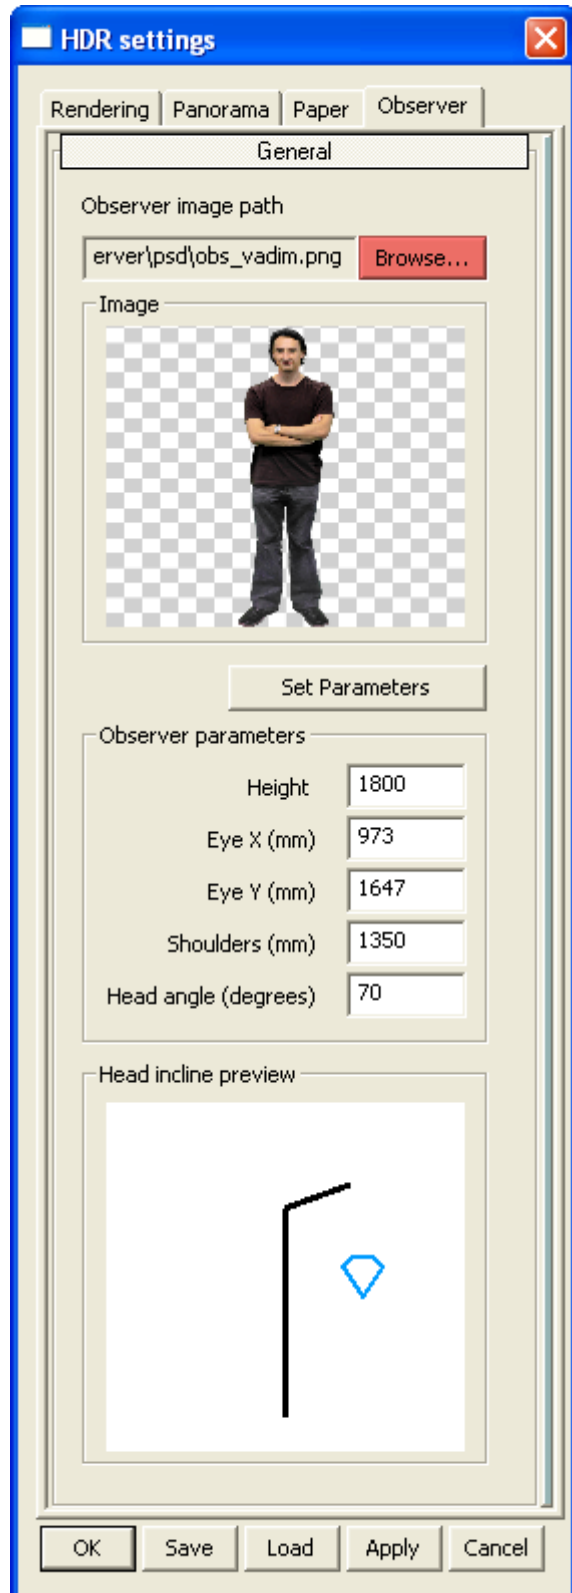 HDR settings
Rendering Panorama Paper Observer
General
Observer image path
erver\psd\obs_vadim.png Browse...
Image
Set Parameters
Observer parameters
Height 1800
Eye X (mm) 973
Eye Y (mm) 1647
Shoulders (mm) 1350
Head angle (degrees) 70
Head incline preview
OK Save Load Apply Cancel